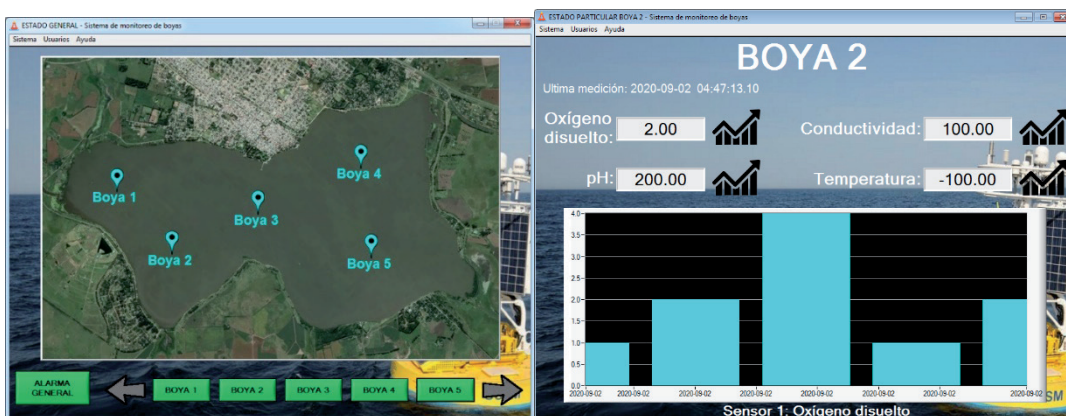 ESTADO GENERAL - Sistema de monitoreo de boyas
Sistema Usuarios Ayuda
Boya 1
Boya 2
Boya 3
Boya 4
Boya 5
ALARMA
GENERAL
BOYA 1
BOYA 2
BOYA 3
BOYA 4
BOYA 5
ESTADO PARTICULAR BOYA 2 - Sistema de monitoreo de boyas
Sistema Usuarios Ayuda
BOYA 2
Ultima medición: 2020-09-02 04:47:13.10
Oxígeno
disuelto:
2.00
Conductividad:
100.00
pH:
200.00
Temperatura:
-100.00
4.0
3.5
3.0
2.5
2.0
1.5
1.0
0.5
0.0
2020-09-02 2020-09-02 2020-09-02 2020-09-02 2020-09-02 2020-09-02 2020-09-02 2020-09-02
SM
Sensor 1: Oxígeno disuelto